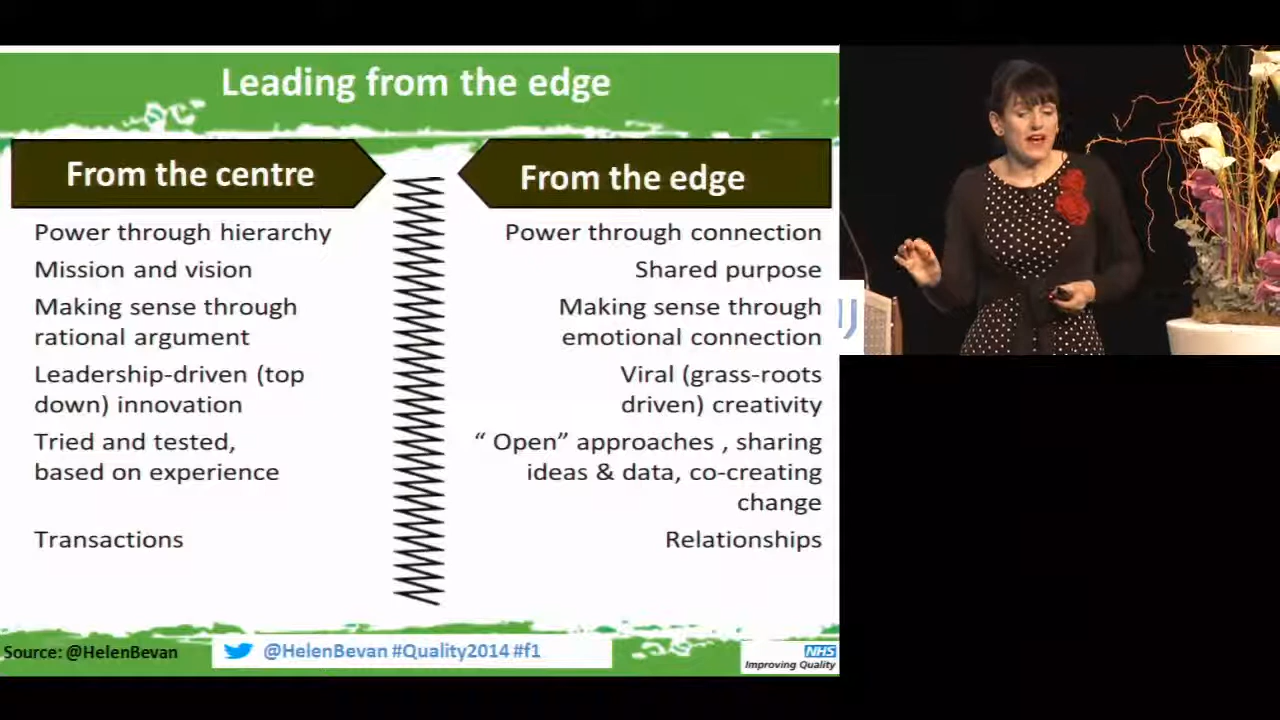 Leading from the edge
From the centre
Power through hierarchy
Mission and vision
Making sense through
rational argument
Leadership-driven (top
down) innovation
Tried and tested,
based on experience
Transactions
From the edge
Power through connection
Shared purpose
Making sense through
emotional connection
Viral (grass-roots
driven) creativity
“ Open” approaches , sharing
ideas & data, co-creating
change
Relationships
Source: @HelenBevan
@HelenBevan #Quality2014 #f1
NHS
Improving Quality